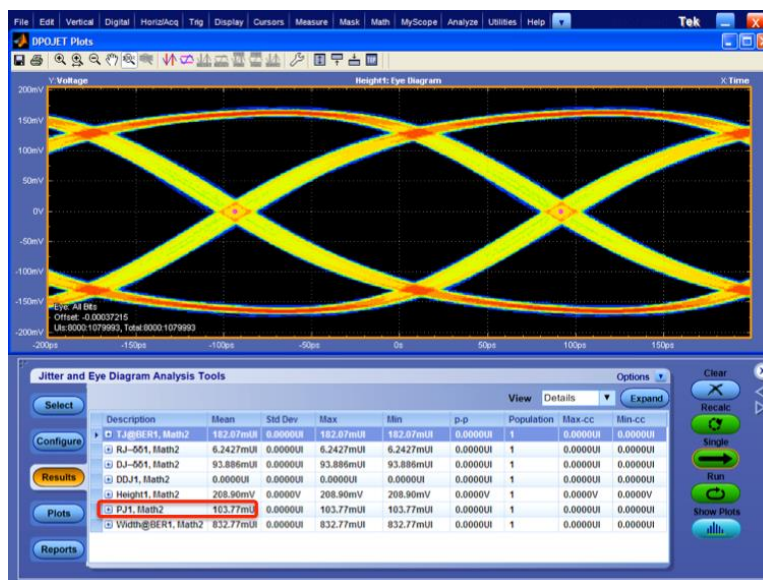 File Edit Vertical Digital Horiz/Acq Trig Display Cursors Measure Mask Math MyScope Analyze Utilities Help Tek
DPOJET Plots
Y:Voltage Height1: Eye Diagram X:Time
200mV
150mV
100mV
50mV
0V
-50mV
-100mV
-150mV
-200mV
Eye: All Bits
Offset: -0.00037215
UIs:8000:1079993, Total:8000:1079993
-200ps -150ps -100ps -50ps 0s 50ps 100ps 150ps
Jitter and Eye Diagram Analysis Tools Options Clear
Select View Details Expand Recalc
Description Mean Std Dev Max Min p-p Population Max-cc Min-cc
TJ@BER1, Math2 182.07mUI 0.0000UI 182.07mUI 182.07mUI 0.0000UI 1 0.0000UI 0.0000UI
Configure RJ-δδ1, Math2 6.2427mUI 0.0000UI 6.2427mUI 6.2427mUI 0.0000UI 1 0.0000UI 0.0000UI Single
DJ-δδ1, Math2 93.886mUI 0.0000UI 93.886mUI 93.886mUI 0.0000UI 1 0.0000UI 0.0000UI
Results DDJ1, Math2 0.0000UI 0.0000UI 0.0000UI 0.0000UI 0.0000UI 1 0.0000UI 0.0000UI Run
Height1, Math2 208.90mV 0.0000V 208.90mV 208.90mV 0.0000V 1 0.0000V 0.0000V
Plots PJ1, Math2 103.77mU 0.0000UI 103.77mUI 103.77mUI 0.0000UI 1 0.0000UI 0.0000UI Show Plots
Width@BER1, Math2 832.77mUI 0.0000UI 832.77mUI 832.77mUI 0.0000UI 1 0.0000UI 0.0000UI
Reports